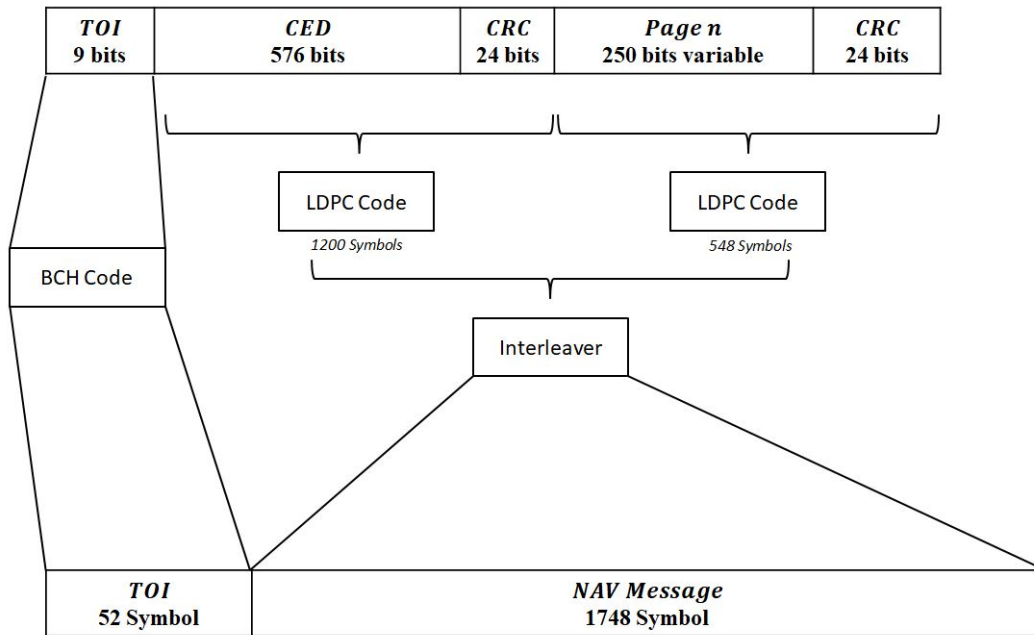 TOI
9 bits
CED
576 bits
CRC
24 bits
Page n
250 bits variable
CRC
24 bits
LDPC Code
1200 Symbols
LDPC Code
548 Symbols
BCH Code
Interleaver
TOI
52 Symbol
NAV Message
1748 Symbol